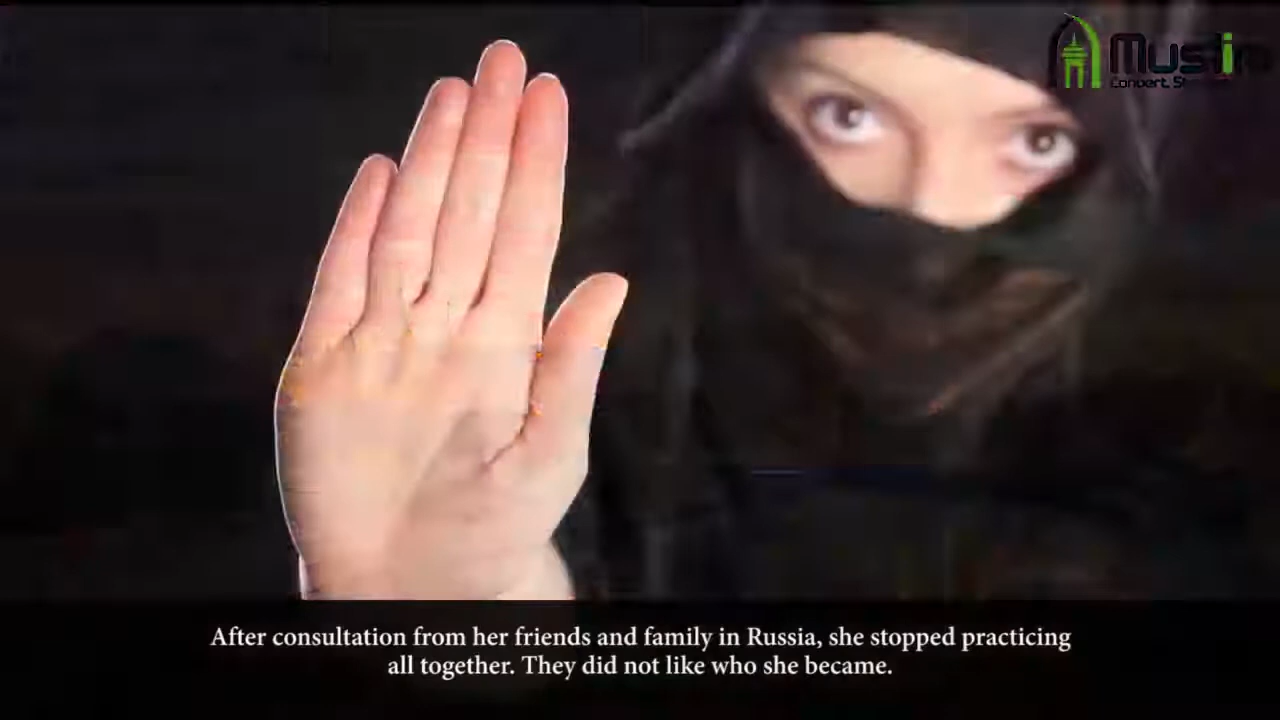 Muslim
After consultation from her friends and family in Russia, she stopped practicing
all together. They did not like who she became.